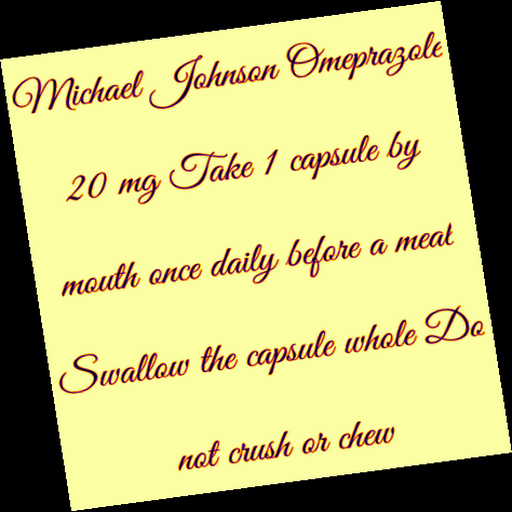 Michael Johnson Omeprazole
20 mg Take 1 capsule by
mouth once daily before a meal
Swallow the capsule whole Do
not crush or chew